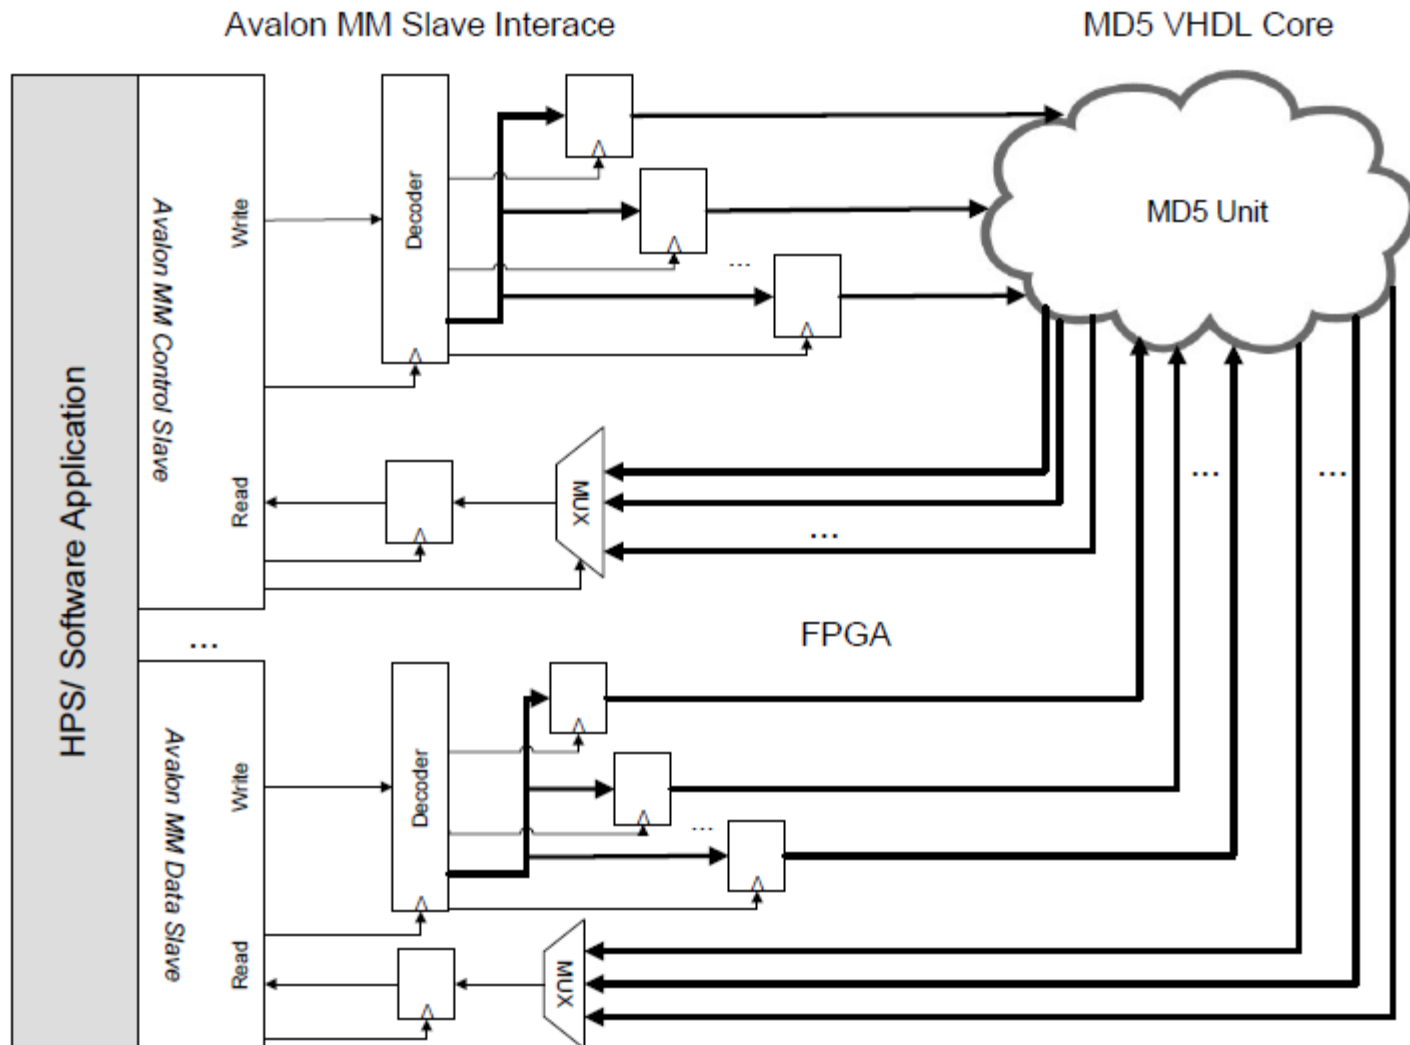 Avalon MM Slave Interace
MD5 VHDL Core
HPS/ Software Application
Avalon MM Control Slave
Write
Decoder
...
MD5 Unit
Read
MUX
...
...
...
...
FPGA
Avalon MM Data Slave
Write
Decoder
...
Read
MUX